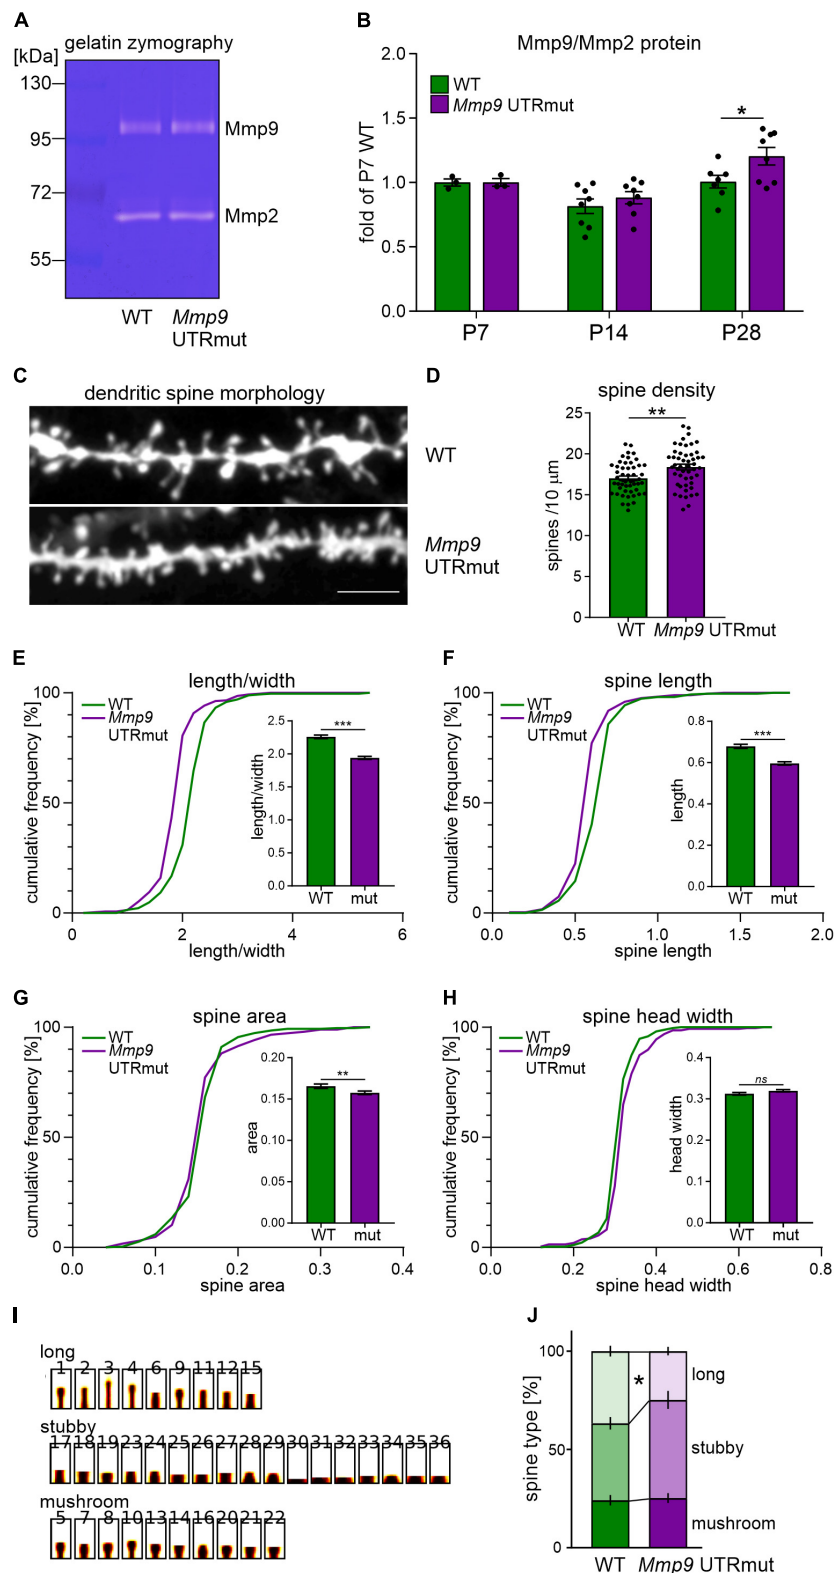 A
gelatin zymography
[kDa]
130
95
72
55
Mmp9
Mmp2
WT Mmp9
UTRmut
B
Mmp9/Mmp2 protein
WT
Mmp9 UTRmut
*
fold of P7 WT
2.0
1.5
1.0
0.5
0.0
P7 P14 P28
C
dendritic spine morphology
WT
Mmp9
UTRmut
D
spine density
**
spines /10 µm
25
20
15
10
5
0
WT Mmp9 UTRmut
E
length/width
WT
Mmp9
UTRmut
cumulative frequency [%]
100
50
0
0 2 4 6
length/width
***
length/width
2.5
2.0
1.5
1.0
0.5
0.0
WT mut
F
spine length
WT
Mmp9
UTRmut
cumulative frequency [%]
100
50
0
0.0 0.5 1.0 1.5 2.0
spine length
***
length
0.8
0.6
0.4
0.2
0.0
WT mut
G
spine area
WT
Mmp9
UTRmut
cumulative frequency [%]
100
50
0
0.0 0.1 0.2 0.3 0.4
spine area
**
area
0.20
0.15
0.10
0.05
0.00
WT mut
H
spine head width
WT
Mmp9
UTRmut
cumulative frequency [%]
100
50
0
0.0 0.2 0.4 0.6 0.8
spine head width
ns
head width
0.4
0.3
0.2
0.1
0.0
WT mut
I
long
1 2 3 4 6 9 11 12 15
stubby
17 18 19 23 24 25 26 27 28 29 30 31 32 33 34 35 36
mushroom
5 7 8 10 13 14 16 20 21 22
J
spine type [%]
100
50
0
*
long
stubby
mushroom
WT Mmp9 UTRmut